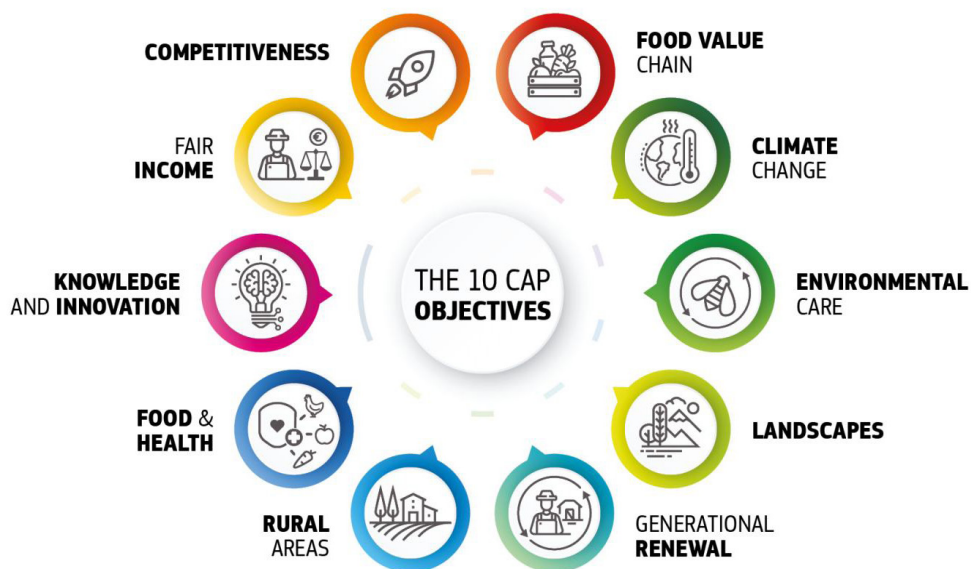 COMPETITIVENESS
FOOD VALUE
CHAIN
FAIR
INCOME
CLIMATE
CHANGE
KNOWLEDGE
AND INNOVATION
THE 10 CAP
OBJECTIVES
ENVIRONMENTAL
CARE
FOOD &
HEALTH
LANDSCAPES
RURAL
AREAS
GENERATIONAL
RENEWAL